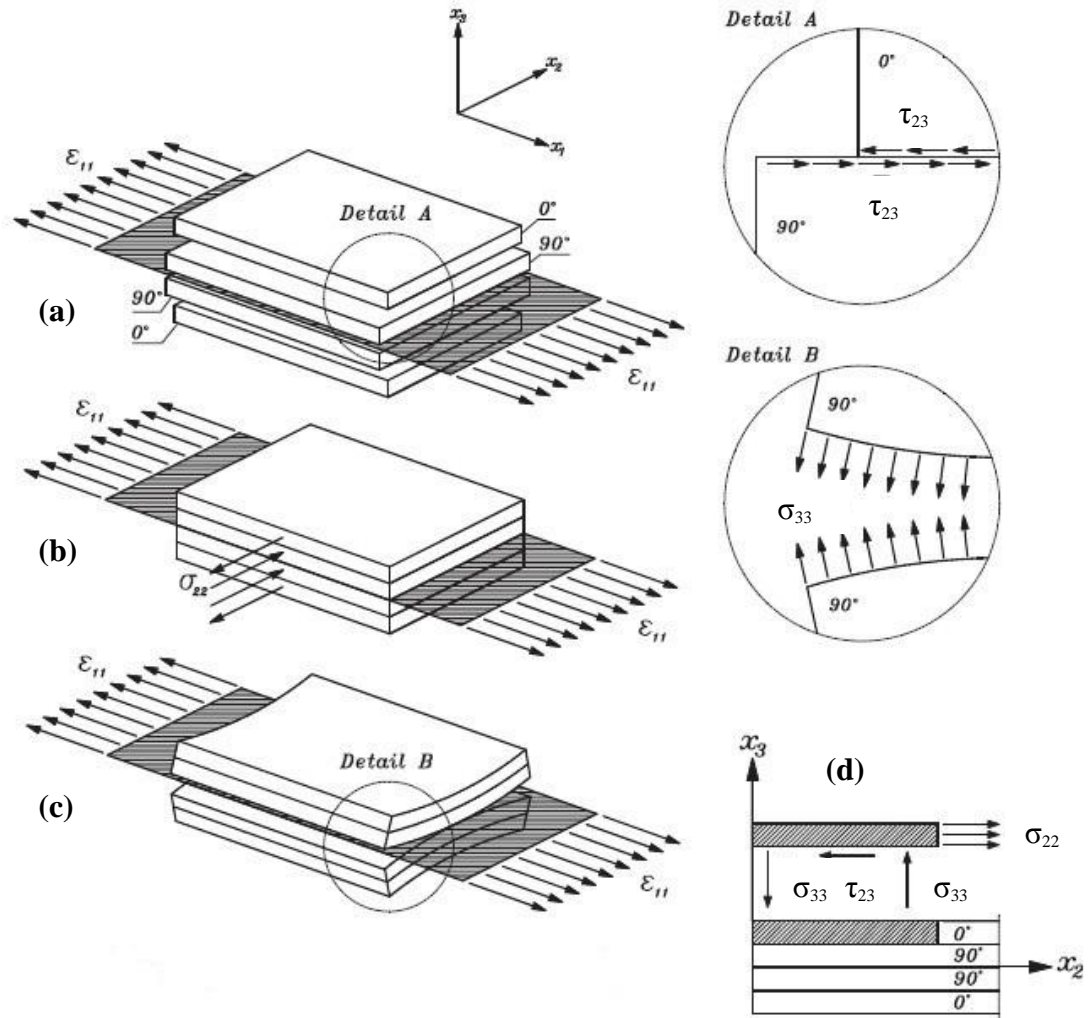 Detail A
0°
τ₂₃
τ₂₃
90°
x₃
x₂
x₁
ε₁₁
Detail A
0°
90°
(a)
90°
0°
ε₁₁
Detail B
90°
σ₃₃
90°
ε₁₁
(b)
σ₂₂
ε₁₁
ε₁₁
Detail B
(c)
ε₁₁
(d)
x₃
σ₂₂
σ₃₃ τ₂₃ σ₃₃
0°
90°
x₂
90°
0°